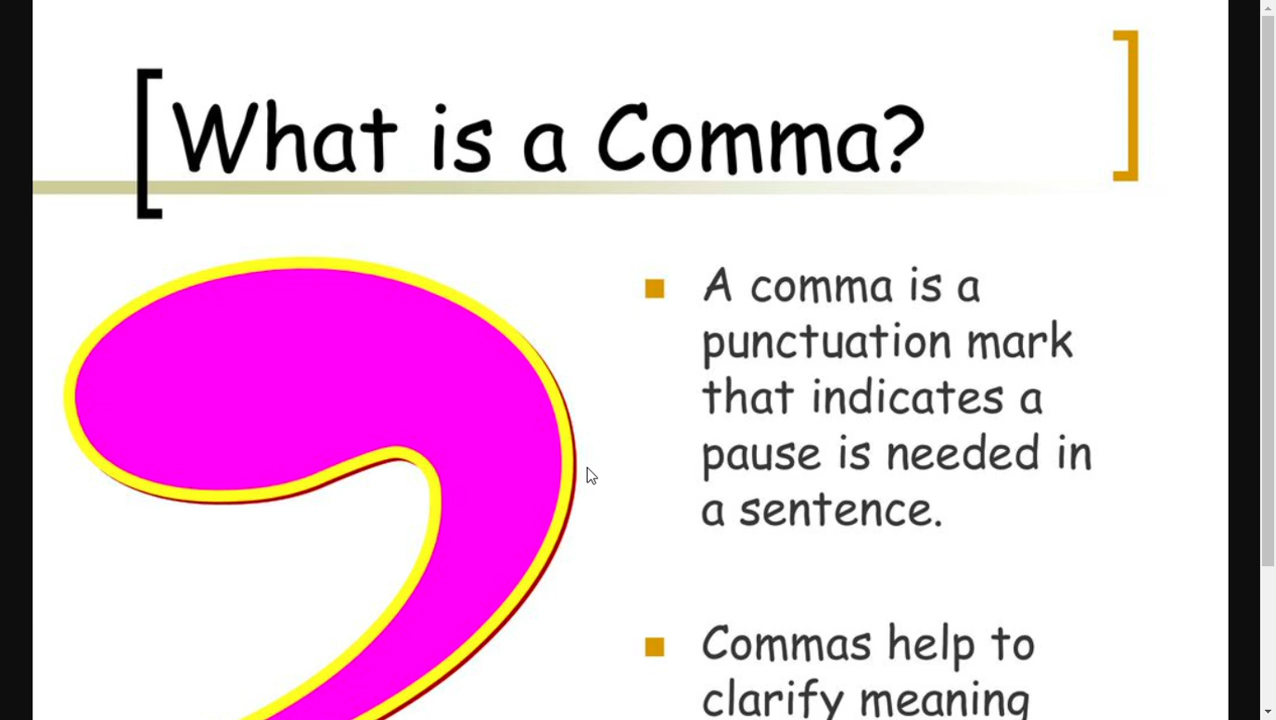 What is a Comma?
A comma is a
punctuation mark
that indicates a
pause is needed in
a sentence.
Commas help to
clarify meaning